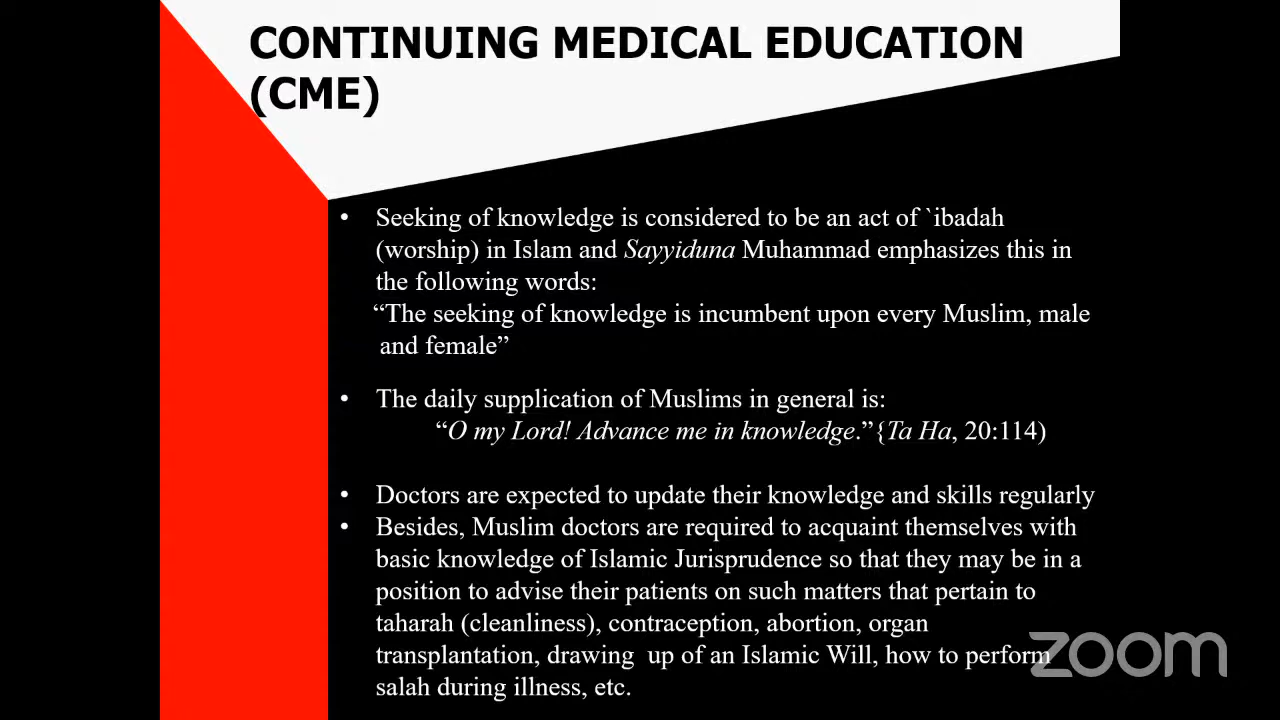 CONTINUING MEDICAL EDUCATION
(CME)
• Seeking of knowledge is considered to be an act of `ibadah
(worship) in Islam and Sayyiduna Muhammad emphasizes this in
the following words:
“The seeking of knowledge is incumbent upon every Muslim, male
and female”
• The daily supplication of Muslims in general is:
“O my Lord! Advance me in knowledge.”{Ta Ha, 20:114)
• Doctors are expected to update their knowledge and skills regularly
• Besides, Muslim doctors are required to acquaint themselves with
basic knowledge of Islamic Jurisprudence so that they may be in a
position to advise their patients on such matters that pertain to
taharah (cleanliness), contraception, abortion, organ
transplantation, drawing  up of an Islamic Will, how to perform
salah during illness, etc.
zoom